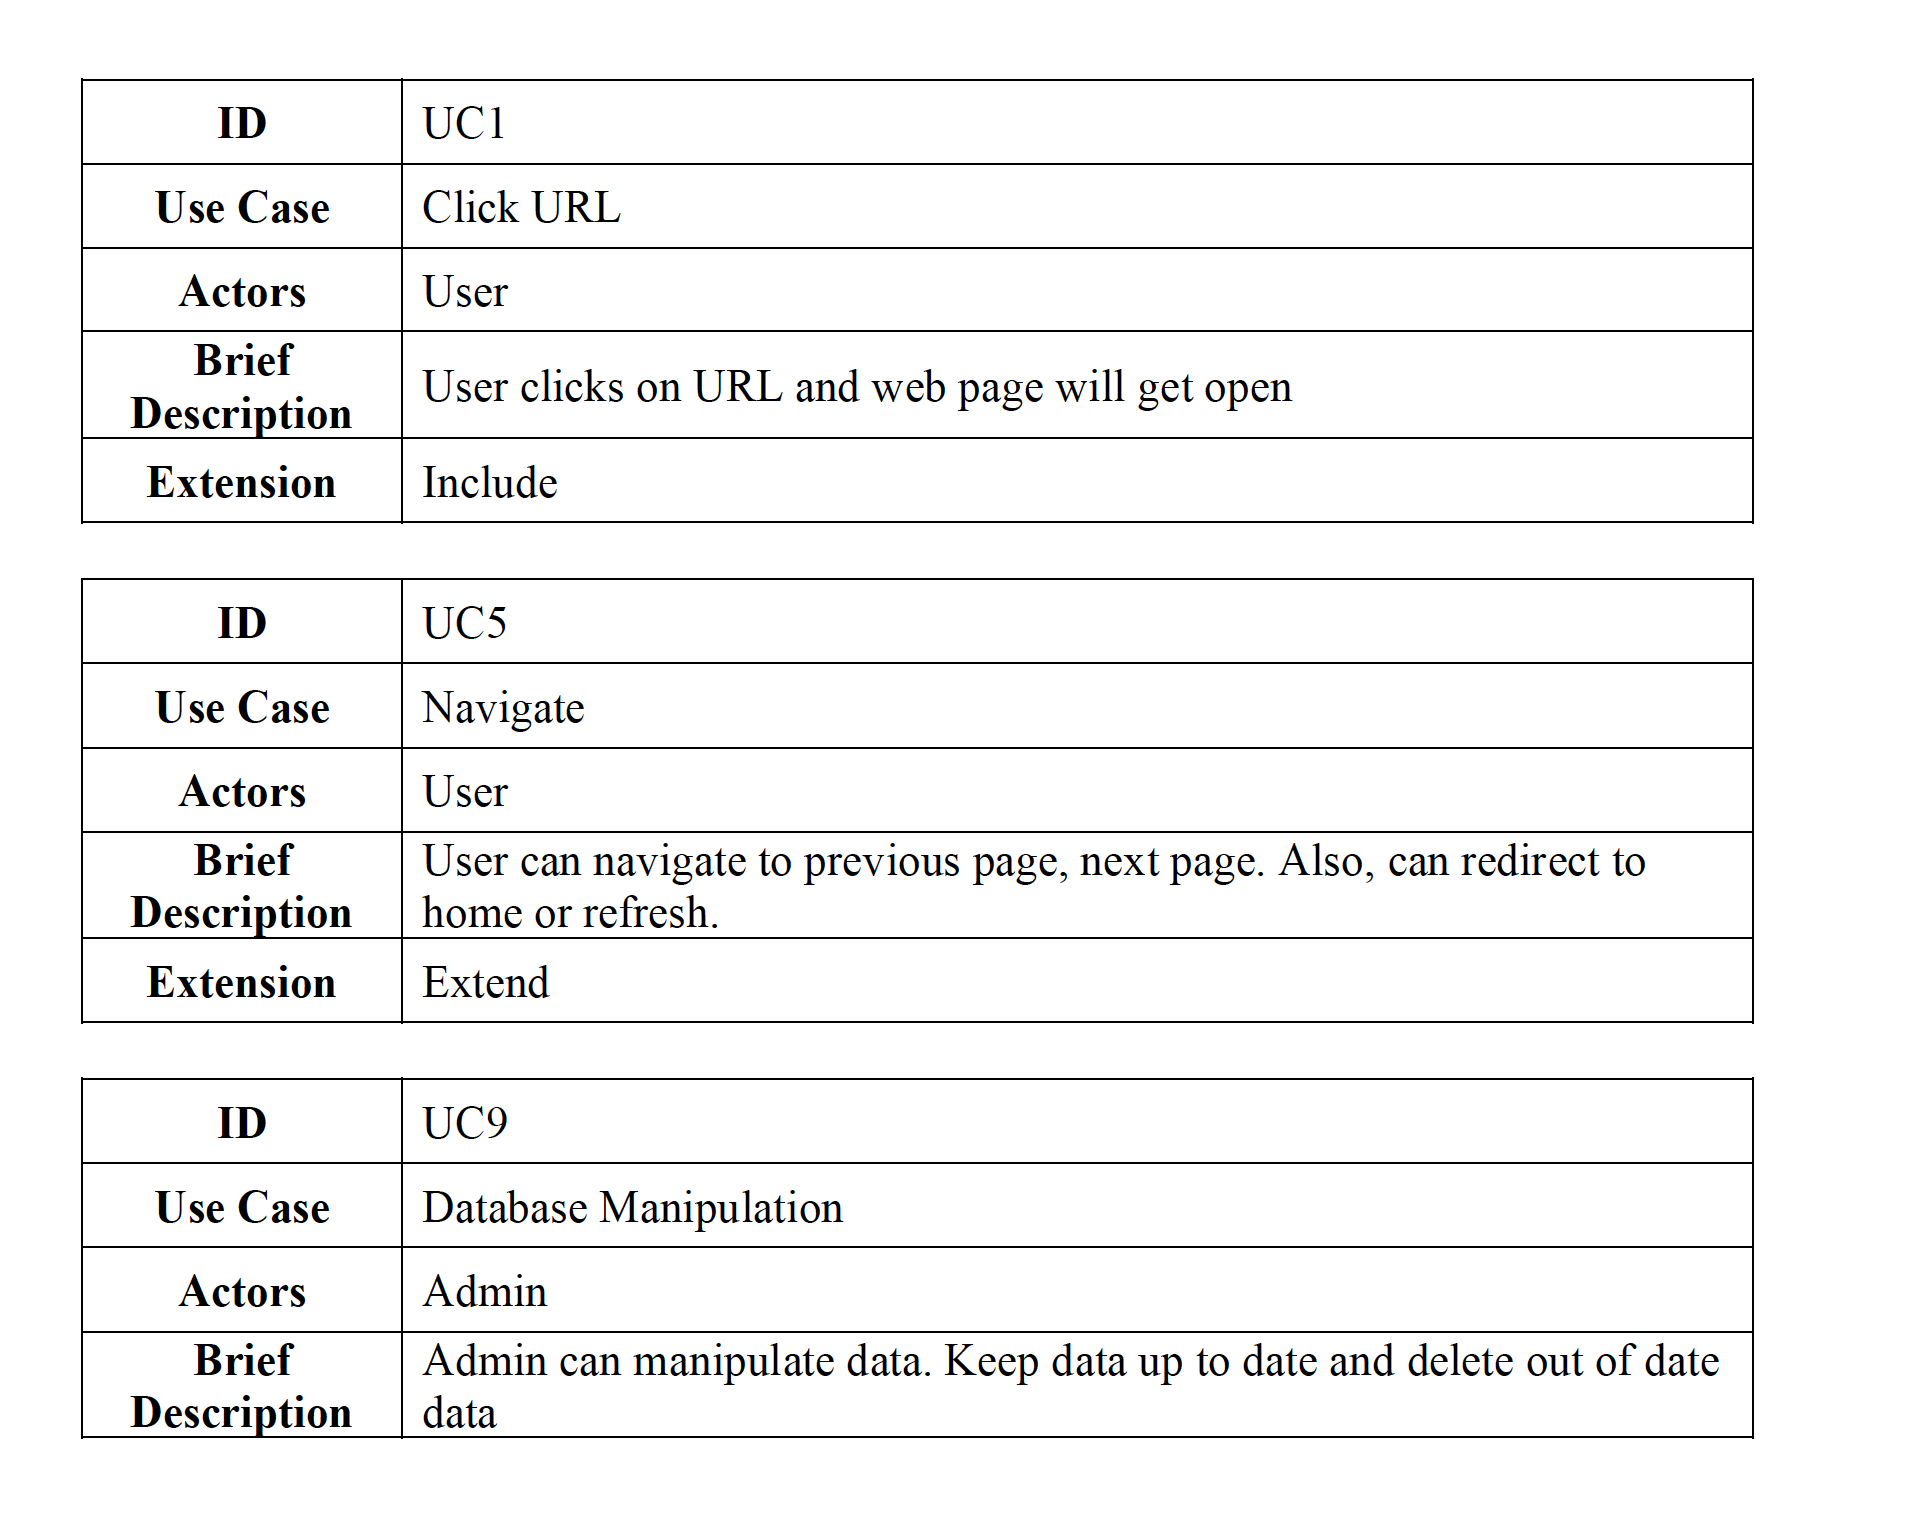 ID UC1
Use Case Click URL
Actors User
Brief
Description
User clicks on URL and web page will get open
Extension Include
ID UC5
Use Case Navigate
Actors User
Brief
Description
User can navigate to previous page, next page. Also, can redirect to
home or refresh.
Extension Extend
ID UC9
Use Case Database Manipulation
Actors Admin
Brief
Description
Admin can manipulate data. Keep data up to date and delete out of date
data